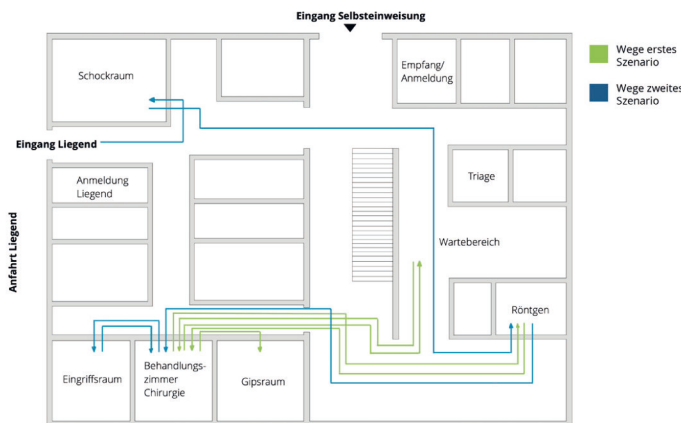 Eingang Selbsteinweisung
Schockraum
Empfang/
Anmeldung
Wege erstes
Szenario
Wege zweites
Szenario
Eingang Liegend
Anmeldung
Liegend
Triage
Anfahrt Liegend
Wartebereich
Röntgen
Eingriffsraum
Behandlungs-
zimmer
Chirurgie
Gipsraum